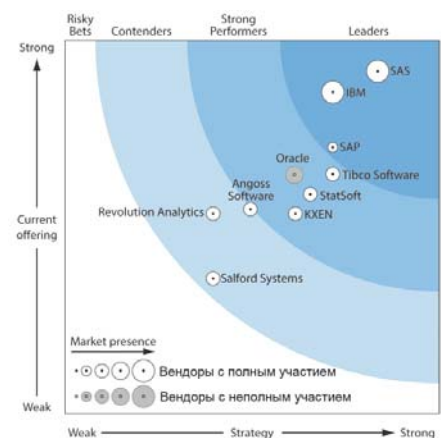 Risky
Bets
Contenders
Strong
Performers
Leaders
Strong
SAS
IBM
SAP
Oracle
Tibco Software
Angoss
Software
StatSoft
Revolution Analytics
KXEN
Current
offering
Salford Systems
Market presence
Вендоры с полным участием
Вендоры с неполным участием
Weak
Weak Strategy Strong